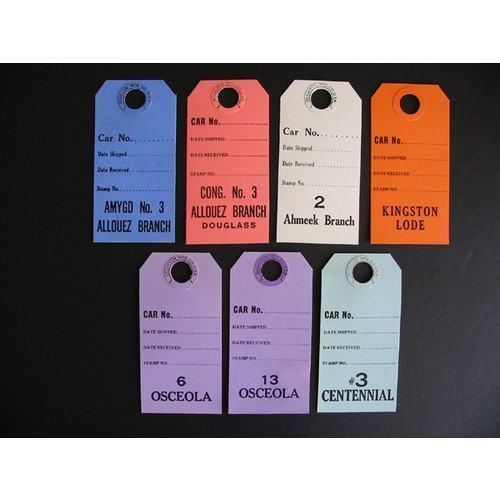 Car No.
Date Shipped
Date Received
Stamp No.
AMYGD No. 3
ALLOUEZ BRANCH
CAR No.
DATE SHIPPED
DATE RECEIVED
STAMP NO.
CONG. No. 3
ALLOUEZ BRANCH
DOUGLASS
Car No.
Date Shipped
Date Received
Stamp No.
2
Ahmeek Branch
CAR No.
DATE SHIPPED
DATE RECEIVED
STAMP NO.
KINGSTON
LODE
CAR No.
DATE SHIPPED
DATE RECEIVED
STAMP NO.
6
OSCEOLA
CAR No.
DATE SHIPPED
DATE RECEIVED
STAMP NO.
13
OSCEOLA
CAR No.
DATE SHIPPED
DATE RECEIVED
STAMP NO.
#3
CENTENNIAL